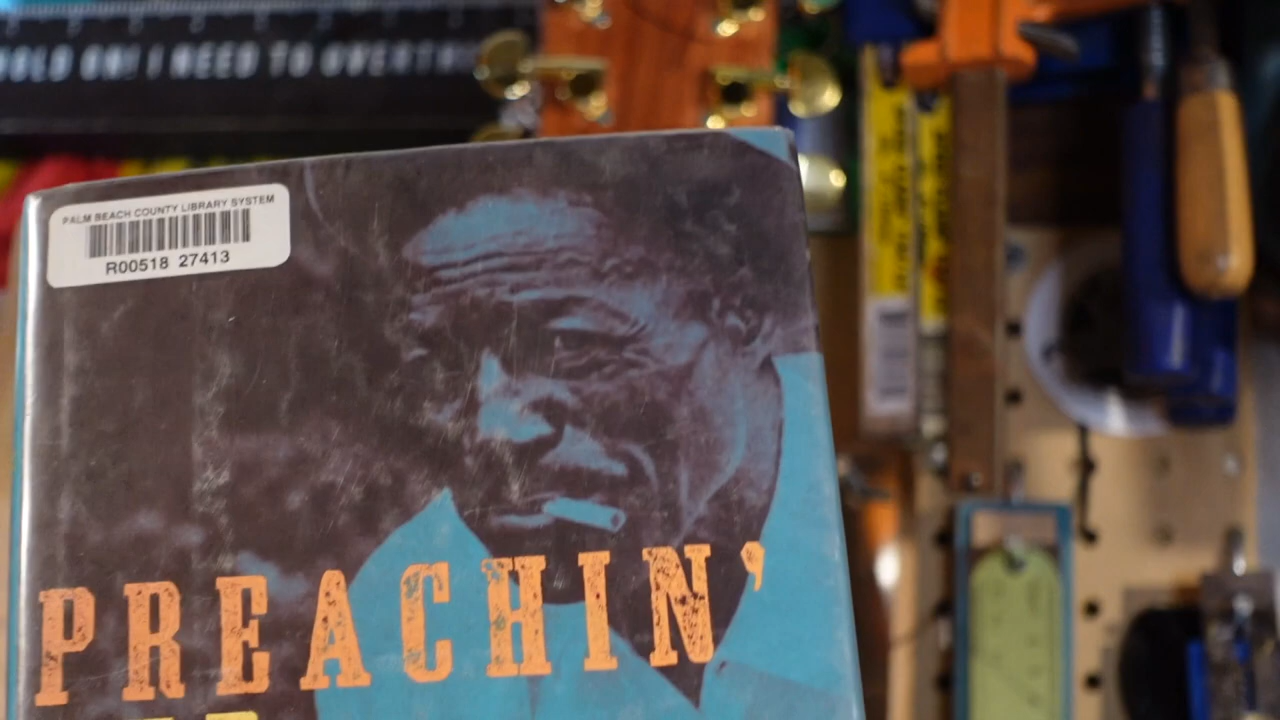 HOLD ON! I NEED TO OVERTH
PALM BEACH COUNTY LIBRARY SYSTEM
R00518 27413
PREACHIN'